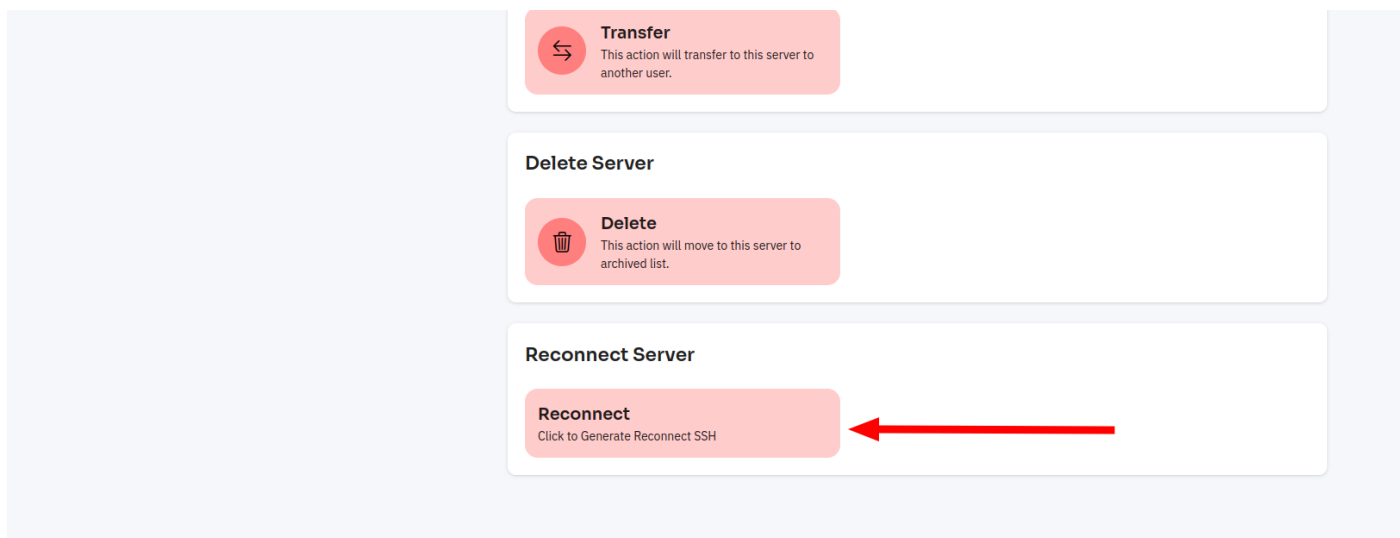 Transfer
This action will transfer to this server to
another user.
Delete Server
Delete
This action will move to this server to
archived list.
Reconnect Server
Reconnect
Click to Generate Reconnect SSH